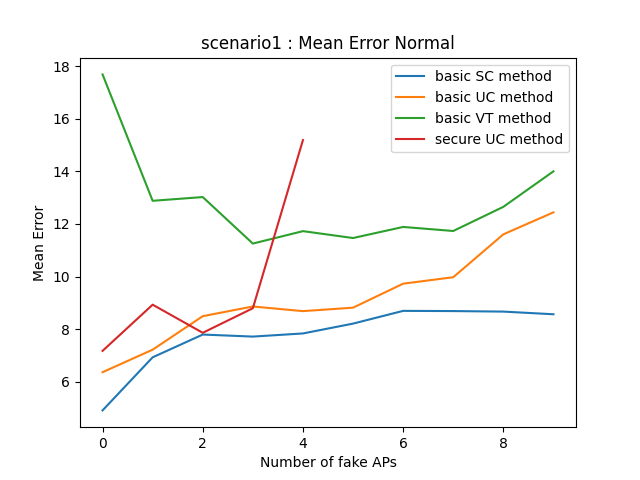 scenario1 : Mean Error Normal
18
16
14
12
10
8
6
Mean Error
basic SC method
basic UC method
basic VT method
secure UC method
0
2
4
6
8
Number of fake APs